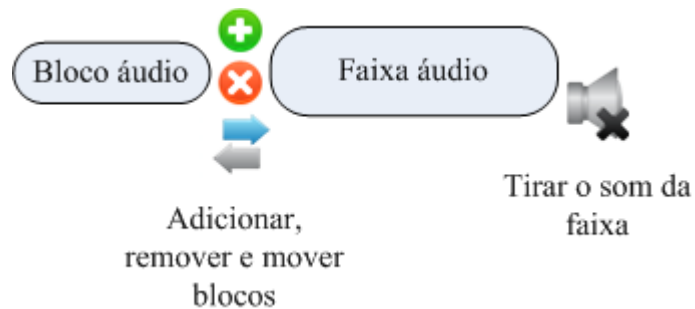 Bloco áudio
Faixa áudio
Tirar o som da
faixa
Adicionar,
remover e mover
blocos